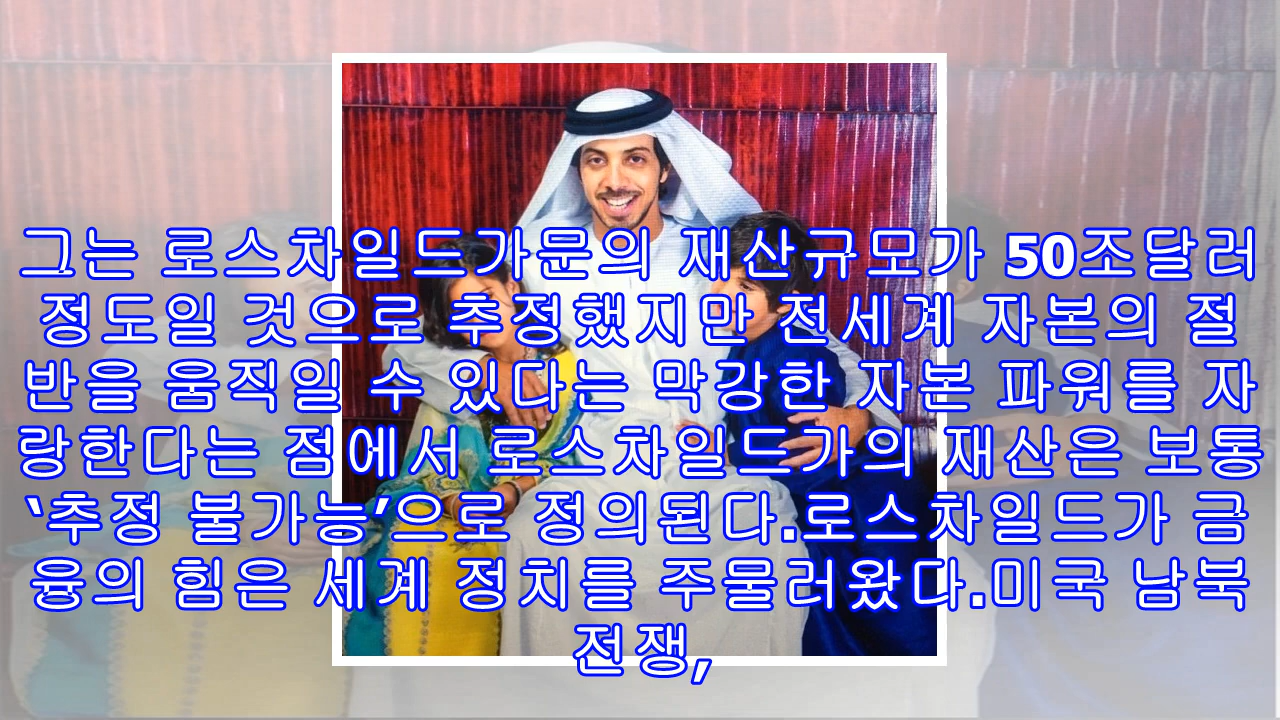 그는 로스차일드가문의 재산규모가 50조달러
정도일 것으로 추정했지만 전세계 자본의 절
반을 움직일 수 있다는 막강한 자본 파워를 자
랑한다는 점에서 로스차일드가의 재산은 보통
‘추정 불가능’으로 정의된다.로스차일드가 금
융의 힘은 세계 정치를 주물러왔다.미국 남북
전쟁,